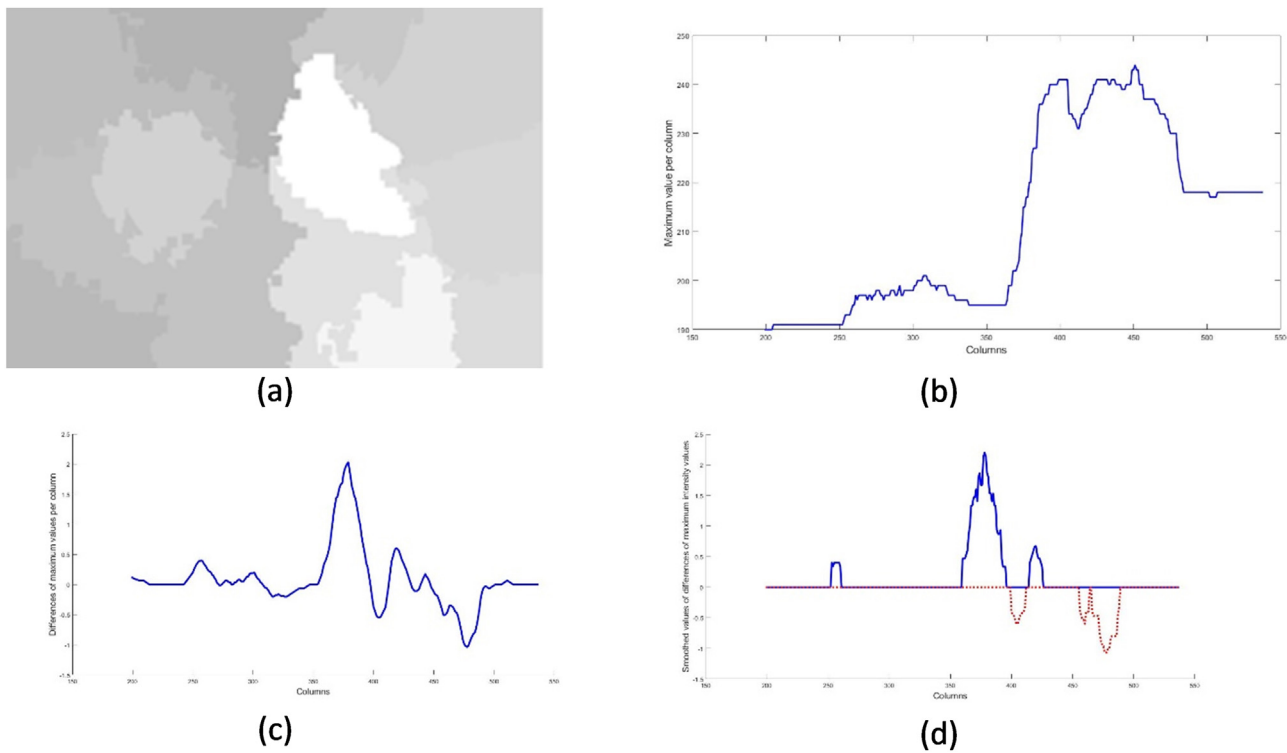 250
240
230
220
210
200
190
150 200 250 300 350 400 450 500 550
Maximum value per column
Columns
(a)
(b)
2.5
2
1.5
1
0.5
0
-0.5
-1
-1.5
150 200 250 300 350 400 450 500 550
Differences of maximum values per column
Columns
2.5
2
1.5
1
0.5
0
-0.5
-1
-1.5
150 200 250 300 350 400 450 500 550
Smoothed values of differences of maximum intensity values
Columns
(c)
(d)